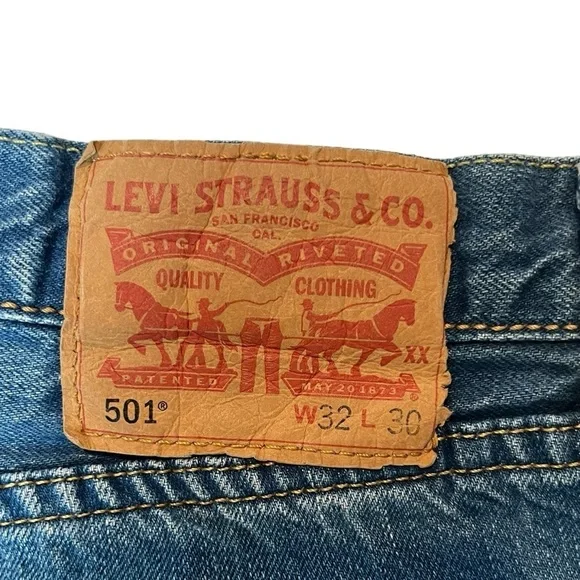 LEVI STRAUSS & CO.
SAN FRANCISCO
CAL.
ORIGINAL RIVETED
QUALITY CLOTHING
XX
PATENTED MAY 20 1873
501® W32 L 30
®